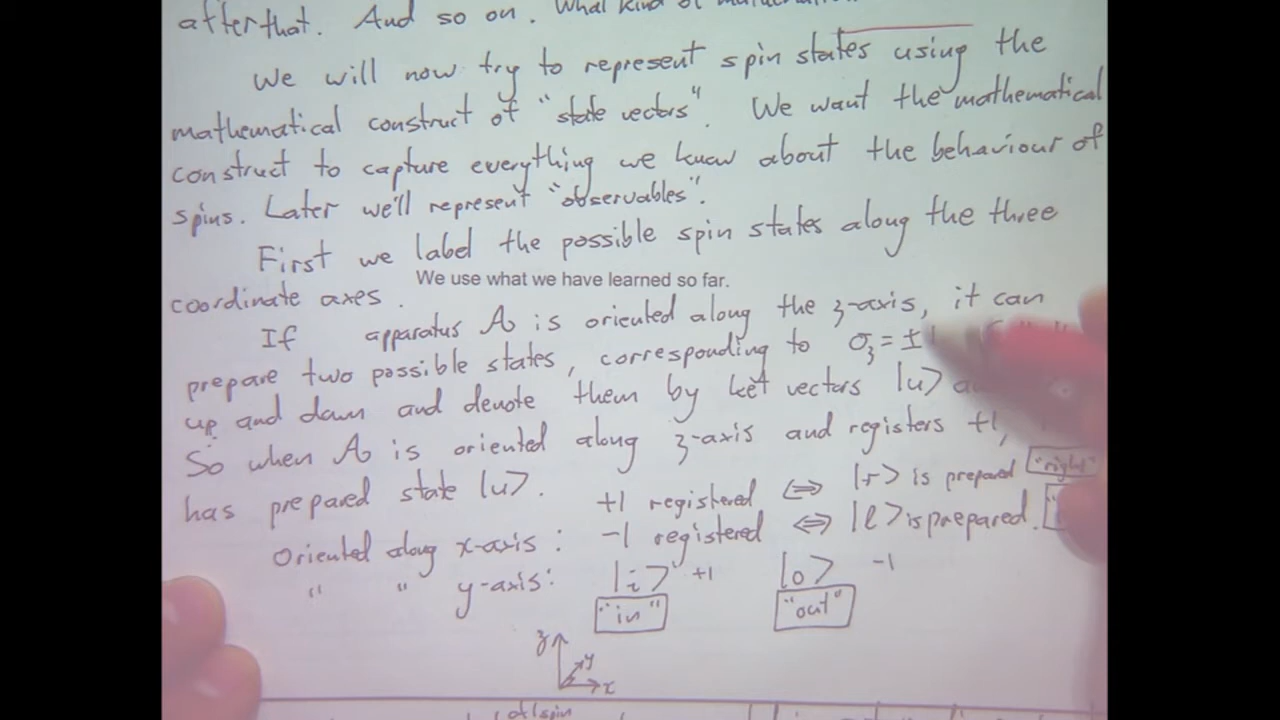 after that. And so on. What kind of
We will now try to represent spin states using the
mathematical construct of "state vectors". We want the mathematical
construct to capture everything we know about the behaviour of
spins. Later we'll represent "observables".
First we label the possible spin states along the three
coordinate axes. We use what we have learned so far.
If apparatus A is oriented along the z-axis, it can
prepare two possible states, corresponding to σz = ±
up and down and denote them by ket vectors |u>
So when A is oriented along z-axis and registers +1,
has prepared state |u>.
+1 registered ⇔ |r> is prepared "right"
Oriented along x-axis: -1 registered ⇔ |l> is prepared.
" " y-axis: |i> +1 |o> -1
"in" "out"
z
y
x
spin